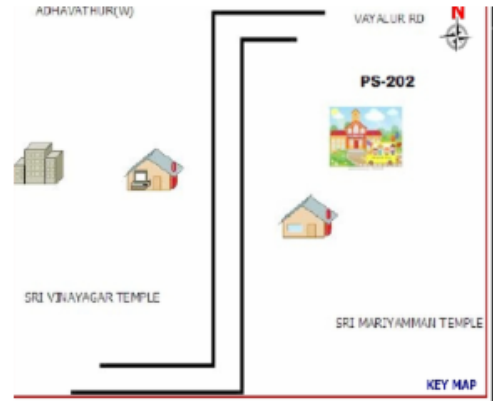 ADHAVATHUR(W)
VAYALUR RD
N
PS-202
SRI VINAYAGAR TEMPLE
SRI MARIYAMMAN TEMPLE
KEY MAP